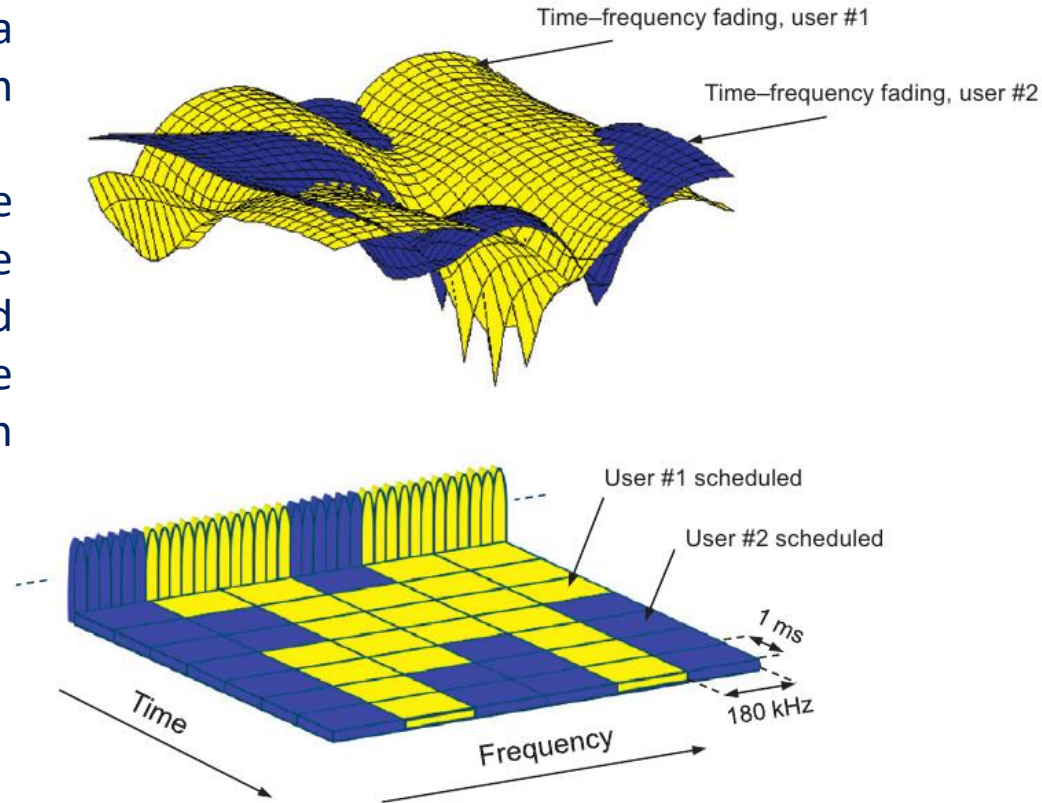 a
n
e
e
d
e
n
Time–frequency fading, user #1
Time–frequency fading, user #2
User #1 scheduled
User #2 scheduled
1 ms
180 kHz
Time
Frequency